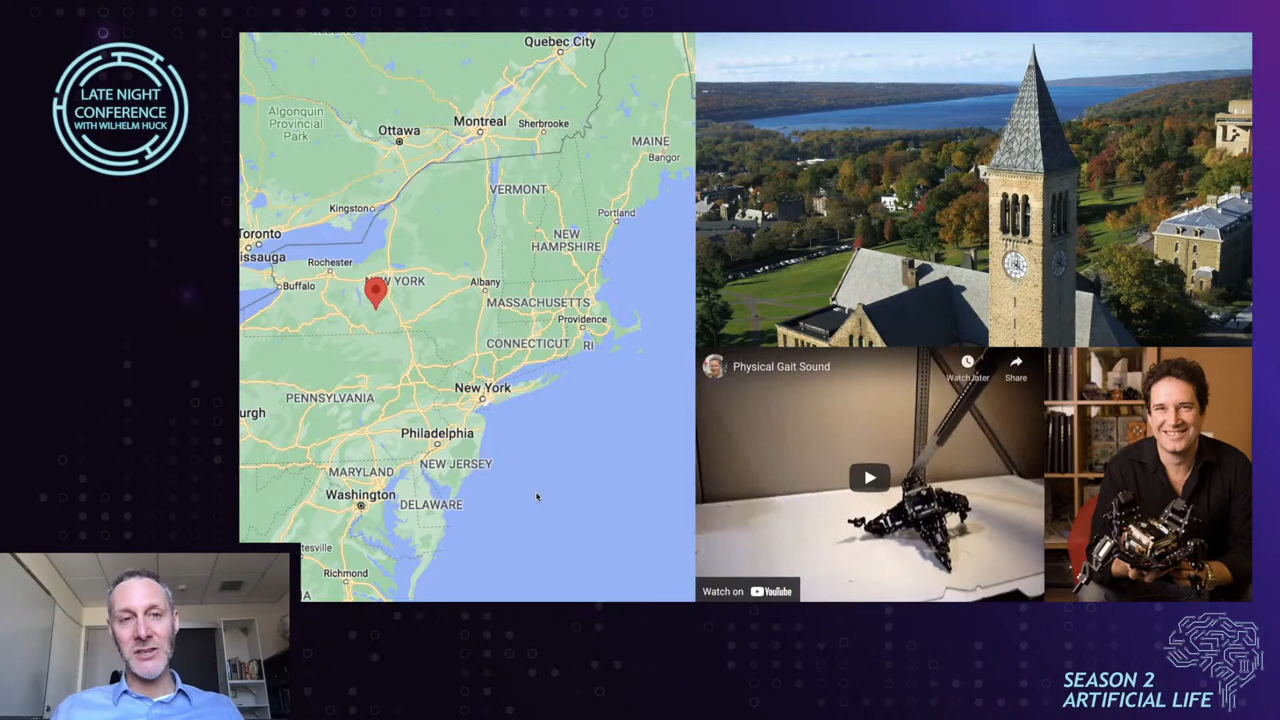 LATE NIGHT
CONFERENCE
WITH WILHELM HUCK
Quebec City
Algonquin
Provincial
Park
Ottawa
Montreal
Sherbrooke
MAINE
Bangor
VERMONT
Kingston
Portland
Toronto
issauga
NEW
HAMPSHIRE
Rochester
Buffalo
YORK
Albany
MASSACHUSETTS
Providence
CONNECTICUT
RI
New York
PENNSYLVANIA
urgh
Philadelphia
MARYLAND
NEW JERSEY
Washington
DELAWARE
tesville
Richmond
IA
Physical Gait Sound
Watch later
Share
Watch on YouTube
SEASON 2
ARTIFICIAL LIFE